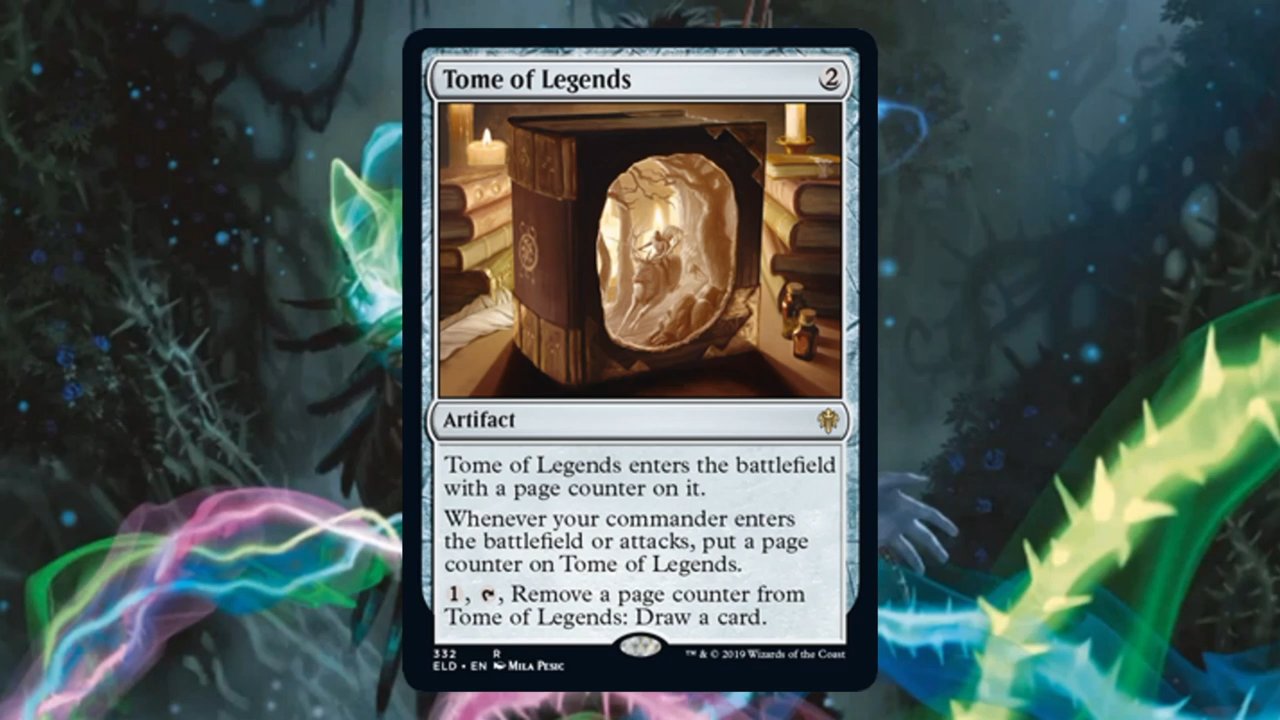 Tome of Legends 2
Artifact
Tome of Legends enters the battlefield
with a page counter on it.
Whenever your commander enters
the battlefield or attacks, put a page
counter on Tome of Legends.
1, , Remove a page counter from
Tome of Legends: Draw a card.
332 R
ELD • EN MILA PESIC
™ & © 2019 Wizards of the Coast